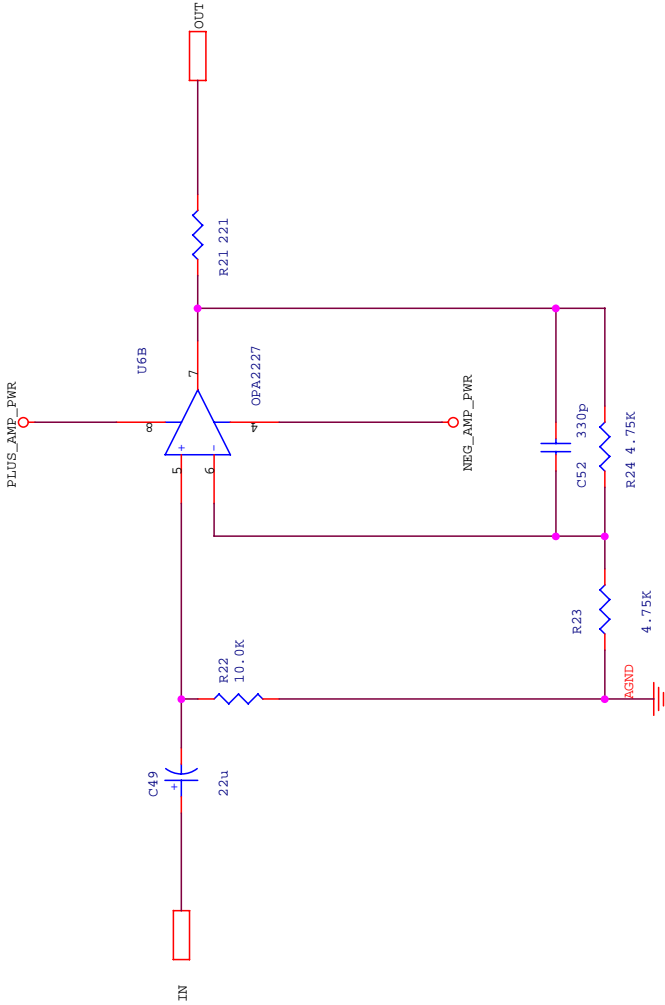 OUT
R21 221
U6B
7
OPA2227
PLUS_AMP_PWR
8
4
NEG_AMP_PWR
+
-
5
6
C52 330p
R24 4.75K
R23
4.75K
R22
10.0K
AGND
C49
+
22u
IN